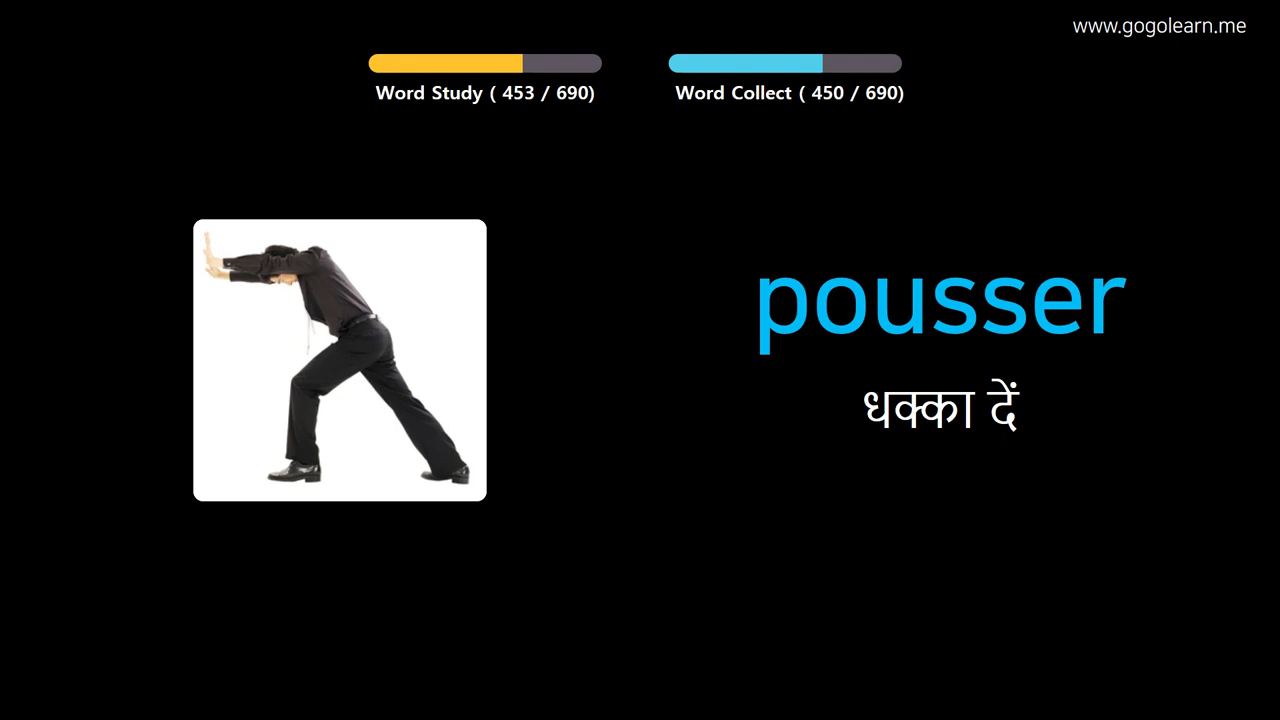 www.gogolearn.me
Word Study ( 453 / 690)
Word Collect ( 450 / 690)
pousser
धक्का दें